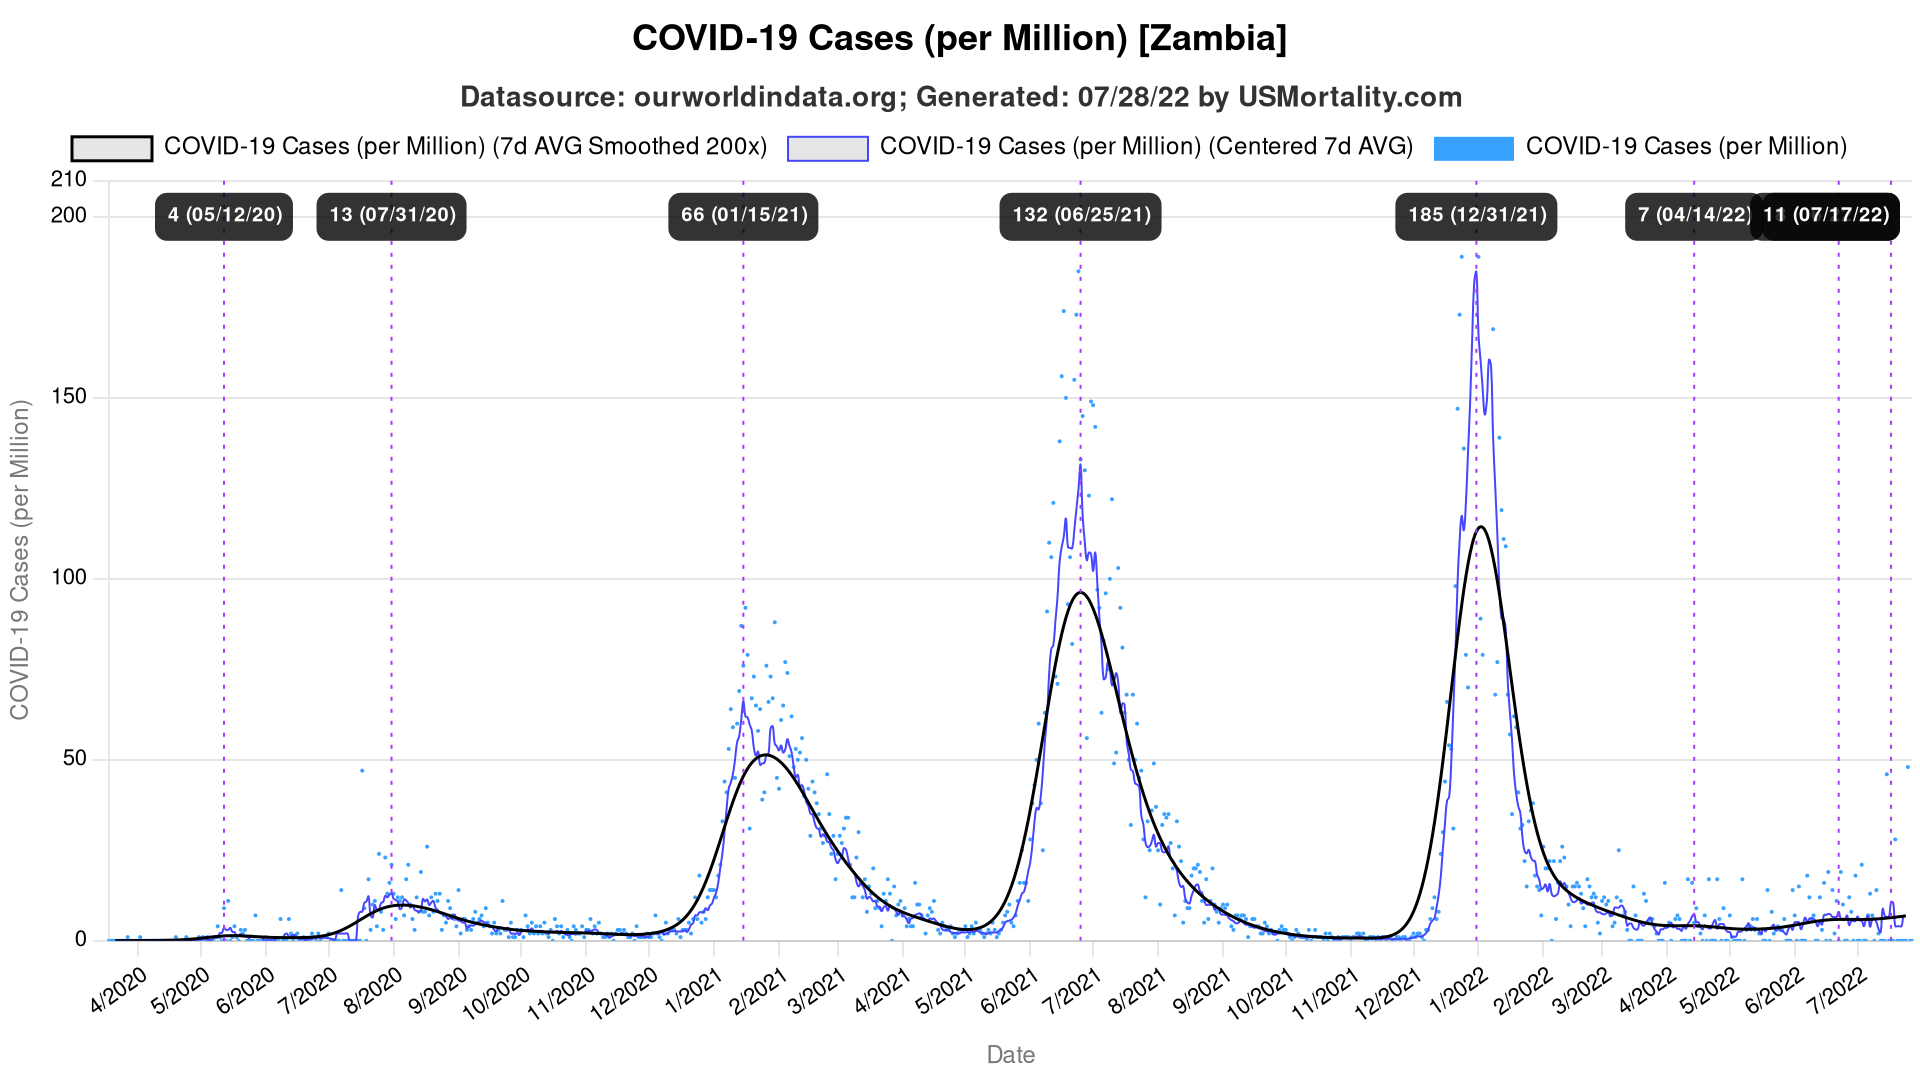 COVID-19 Cases (per Million) [Zambia]
Datasource: ourworldindata.org; Generated: 07/28/22 by USMortality.com
COVID-19 Cases (per Million) (7d AVG Smoothed 200x) COVID-19 Cases (per Million) (Centered 7d AVG) COVID-19 Cases (per Million)
210
200
150
100
50
0
4 (05/12/20) 13 (07/31/20) 66 (01/15/21) 132 (06/25/21) 185 (12/31/21) 7 (04/14/22) 11 (07/17/22)
COVID-19 Cases (per Million)
4/2020 5/2020 6/2020 7/2020 8/2020 9/2020 10/2020 11/2020 12/2020 1/2021 2/2021 3/2021 4/2021 5/2021 6/2021 7/2021 8/2021 9/2021 10/2021 11/2021 12/2021 1/2022 2/2022 3/2022 4/2022 5/2022 6/2022 7/2022
Date